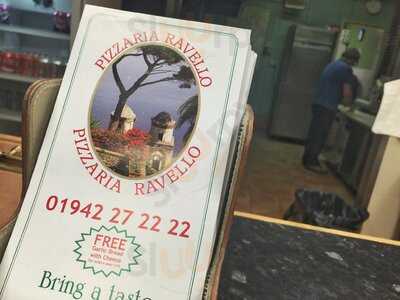 PIZZARIA RAVELLO
PIZZARIA RAVELLO
01942 27 22 22
FREE
Garlic Bread
with Cheese
Bring a taste